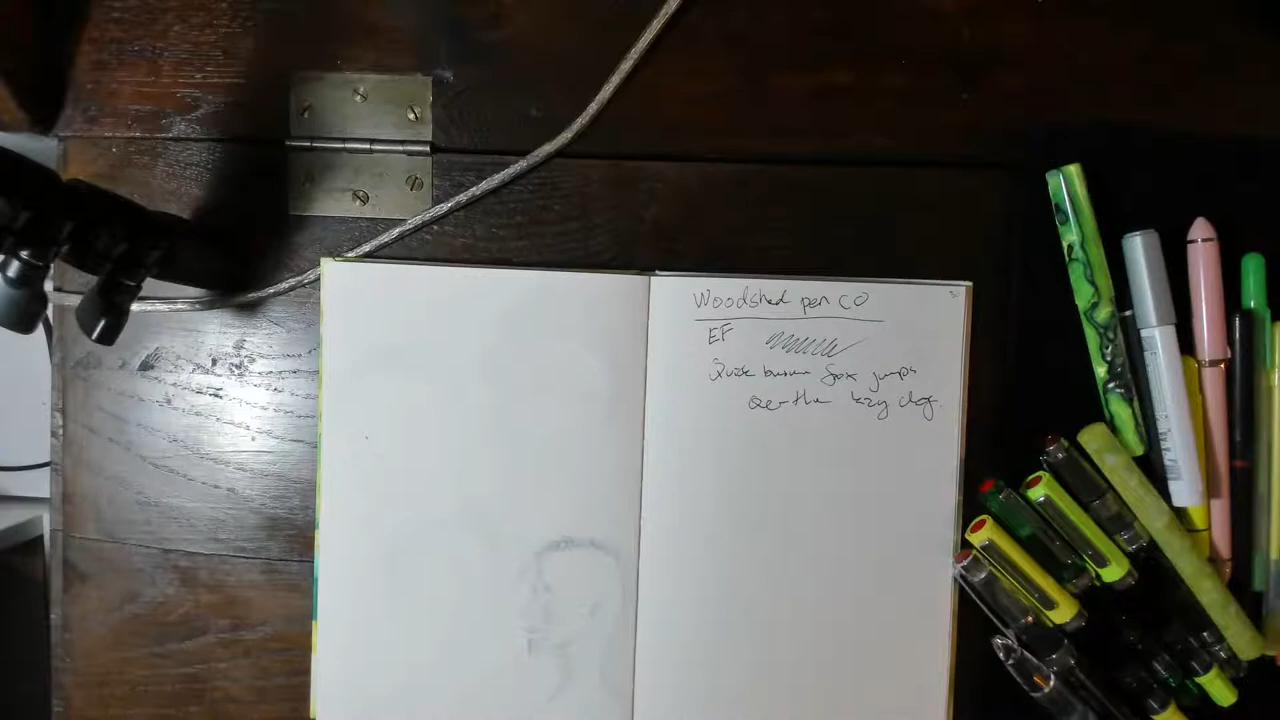 Woodshed pen co
EF
Quick brown fox jumps
over the lazy dog.